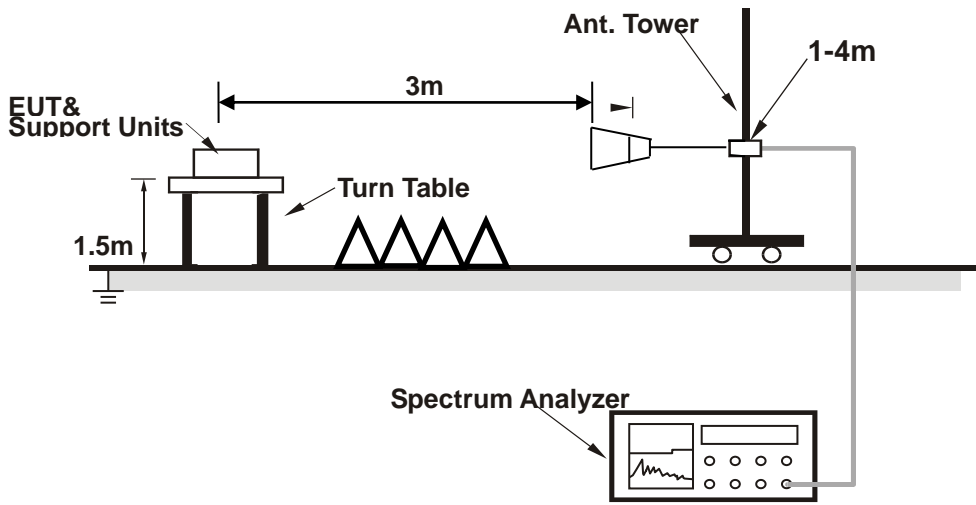 Ant. Tower
1-4m
3m
EUT&
Support Units
Turn Table
1.5m
Spectrum Analyzer